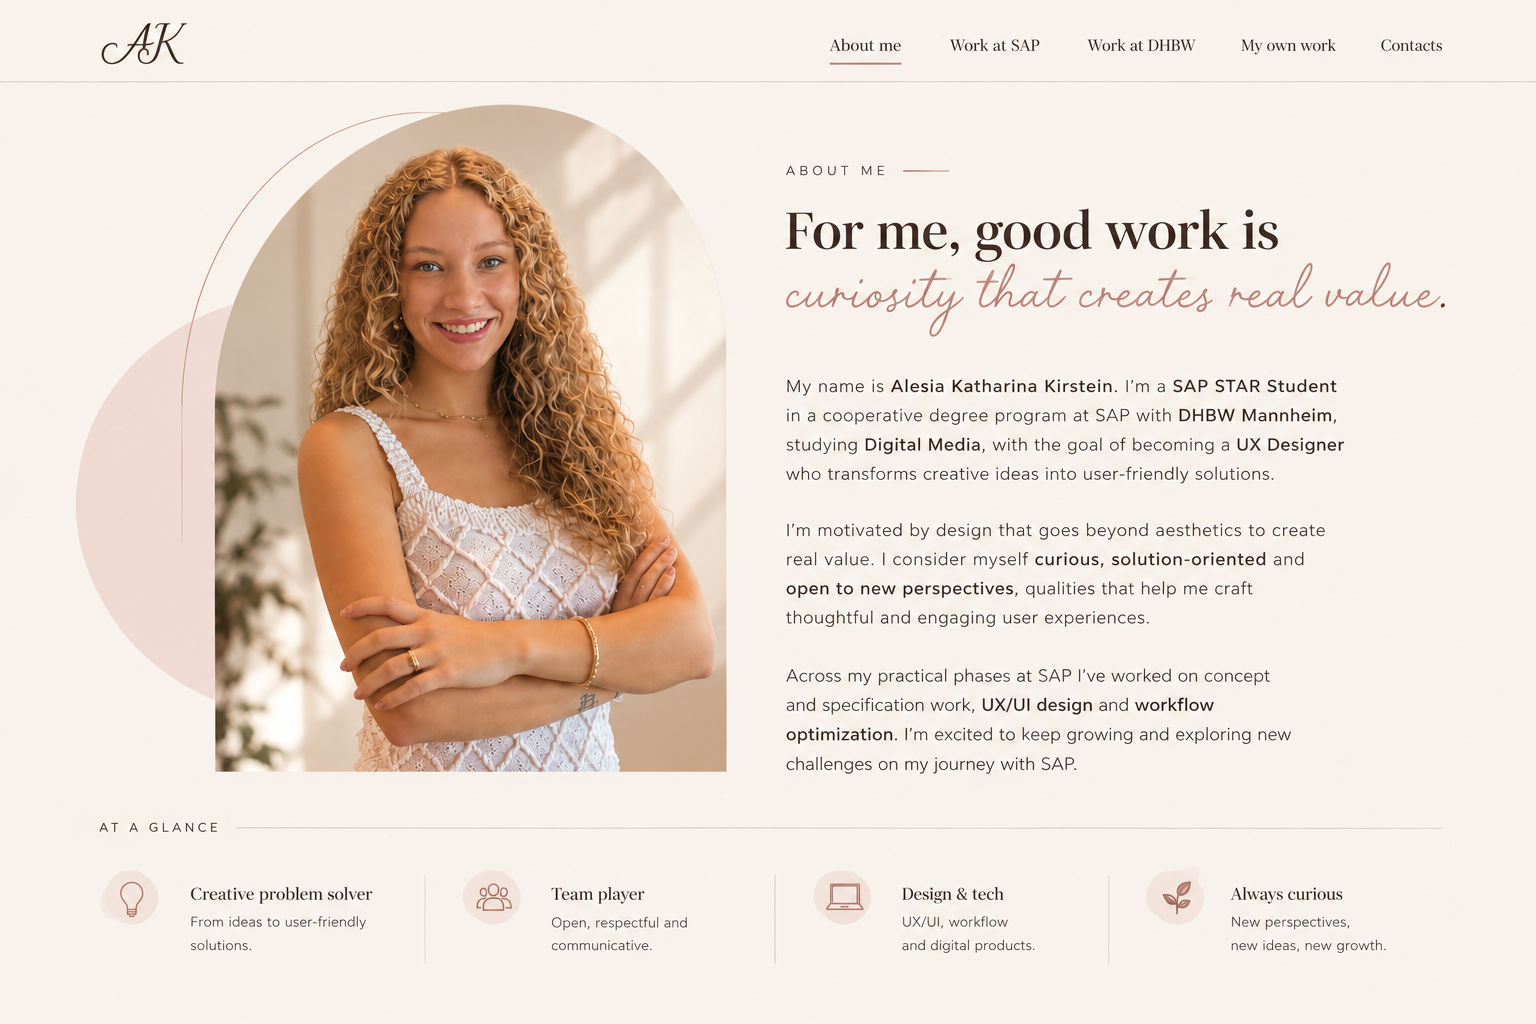 AK
About me
Work at SAP
Work at DHBW
My own work
Contacts
ABOUT ME
For me, good work is
curiosity that creates real value.
My name is Alesia Katharina Kirstein. I'm a SAP STAR Student
in a cooperative degree program at SAP with DHBW Mannheim,
studying Digital Media, with the goal of becoming a UX Designer
who transforms creative ideas into user-friendly solutions.
I'm motivated by design that goes beyond aesthetics to create
real value. I consider myself curious, solution-oriented and
open to new perspectives, qualities that help me craft
thoughtful and engaging user experiences.
Across my practical phases at SAP I've worked on concept
and specification work, UX/UI design and workflow
optimization. I'm excited to keep growing and exploring new
challenges on my journey with SAP.
AT A GLANCE
Creative problem solver
From ideas to user-friendly
solutions.
Team player
Open, respectful and
communicative.
Design & tech
UX/UI, workflow
and digital products.
Always curious
New perspectives,
new ideas, new growth.